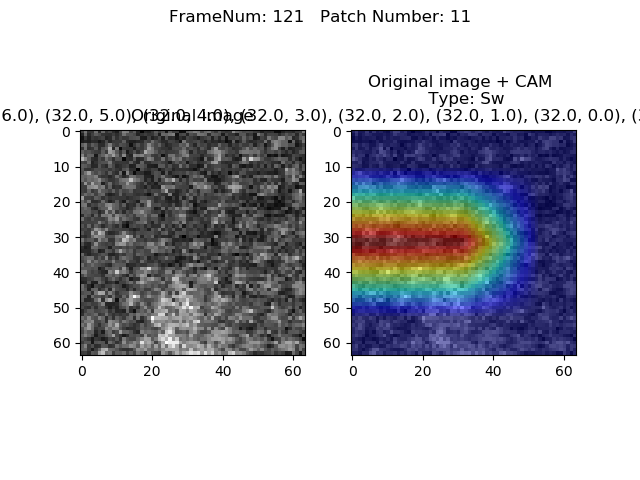 FrameNum: 121   Patch Number: 11
Original image + CAM
Type: Sw
6.0), (32.0, 5.0), (32.0, 4.0), (32.0, 3.0), (32.0, 2.0), (32.0, 1.0), (32.0, 0.0), (3
Original image
0
10
20
30
40
50
60
0 20 40 60
0
10
20
30
40
50
60
0 20 40 60